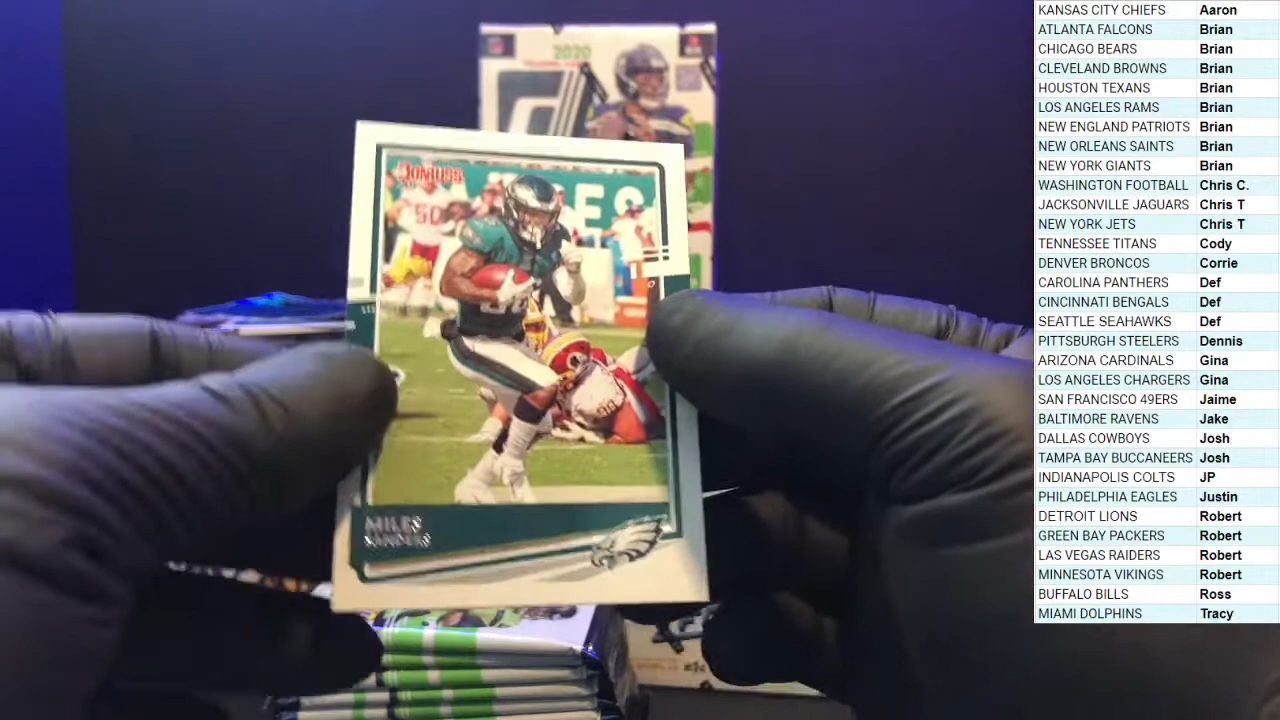 2020
DONRUSS
ES
50
98
MILES
SANDERS
KANSAS CITY CHIEFS Aaron
ATLANTA FALCONS Brian
CHICAGO BEARS Brian
CLEVELAND BROWNS Brian
HOUSTON TEXANS Brian
LOS ANGELES RAMS Brian
NEW ENGLAND PATRIOTS Brian
NEW ORLEANS SAINTS Brian
NEW YORK GIANTS Brian
WASHINGTON FOOTBALL Chris C.
JACKSONVILLE JAGUARS Chris T
NEW YORK JETS Chris T
TENNESSEE TITANS Cody
DENVER BRONCOS Corrie
CAROLINA PANTHERS Def
CINCINNATI BENGALS Def
SEATTLE SEAHAWKS Def
PITTSBURGH STEELERS Dennis
ARIZONA CARDINALS Gina
LOS ANGELES CHARGERS Gina
SAN FRANCISCO 49ERS Jaime
BALTIMORE RAVENS Jake
DALLAS COWBOYS Josh
TAMPA BAY BUCCANEERS Josh
INDIANAPOLIS COLTS JP
PHILADELPHIA EAGLES Justin
DETROIT LIONS Robert
GREEN BAY PACKERS Robert
LAS VEGAS RAIDERS Robert
MINNESOTA VIKINGS Robert
BUFFALO BILLS Ross
MIAMI DOLPHINS Tracy